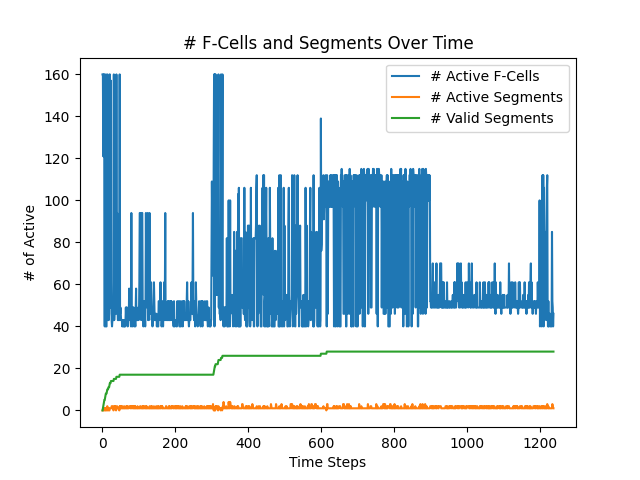 # F-Cells and Segments Over Time
# Active F-Cells
# Active Segments
# Valid Segments
# of Active
160
140
120
100
80
60
40
20
0
0 200 400 600 800 1000 1200
Time Steps